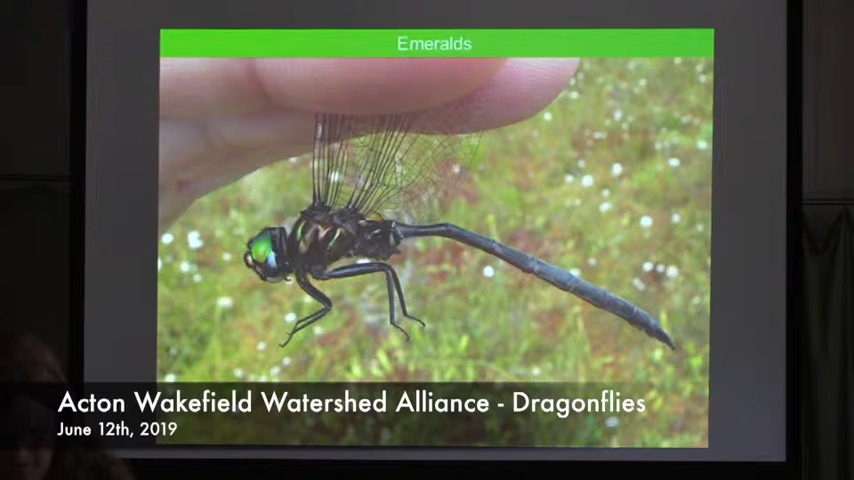 Emeralds
Acton Wakefield Watershed Alliance - Dragonflies
June 12th, 2019